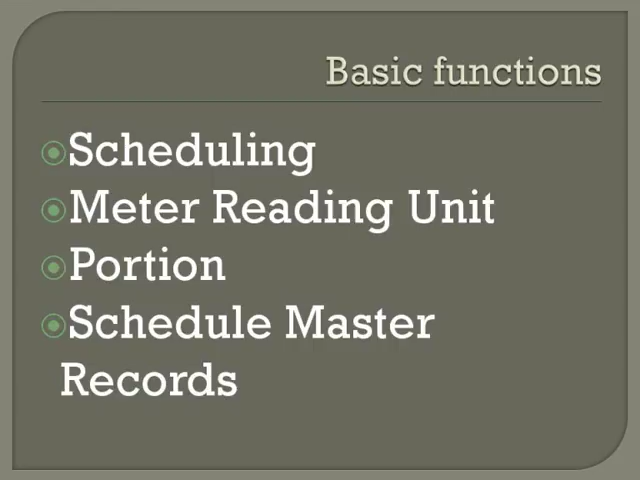 Basic functions
Scheduling
Meter Reading Unit
Portion
Schedule Master
Records